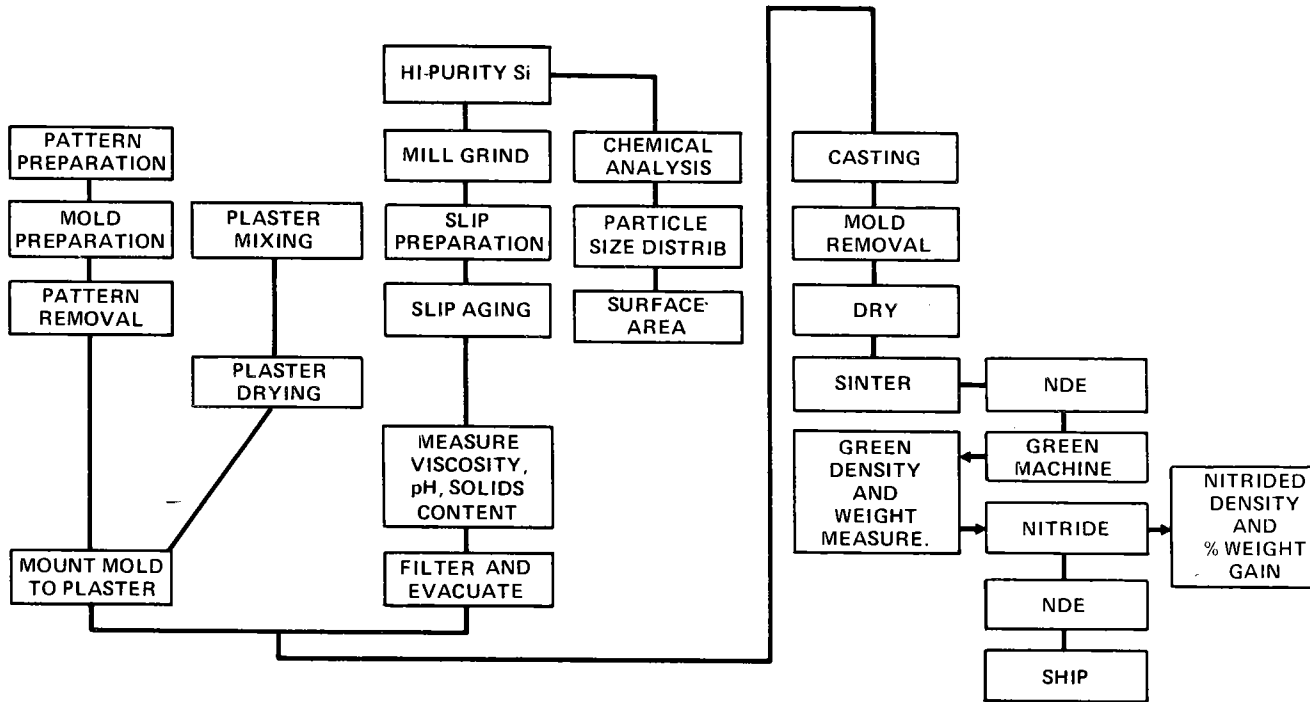 PATTERN
PREPARATION
MOLD
PREPARATION
PATTERN
REMOVAL
PLASTER
MIXING
PLASTER
DRYING
MOUNT MOLD
TO PLASTER
HI-PURITY Si
MILL GRIND
SLIP
PREPARATION
SLIP AGING
MEASURE
VISCOSITY,
pH, SOLIDS
CONTENT
FILTER AND
EVACUATE
CHEMICAL
ANALYSIS
PARTICLE
SIZE DISTRIB
SURFACE
AREA
CASTING
MOLD
REMOVAL
DRY
SINTER
NDE
GREEN
MACHINE
GREEN
DENSITY
AND
WEIGHT
MEASURE.
NITRIDE
NITRIDED
DENSITY
AND
% WEIGHT
GAIN
NDE
SHIP